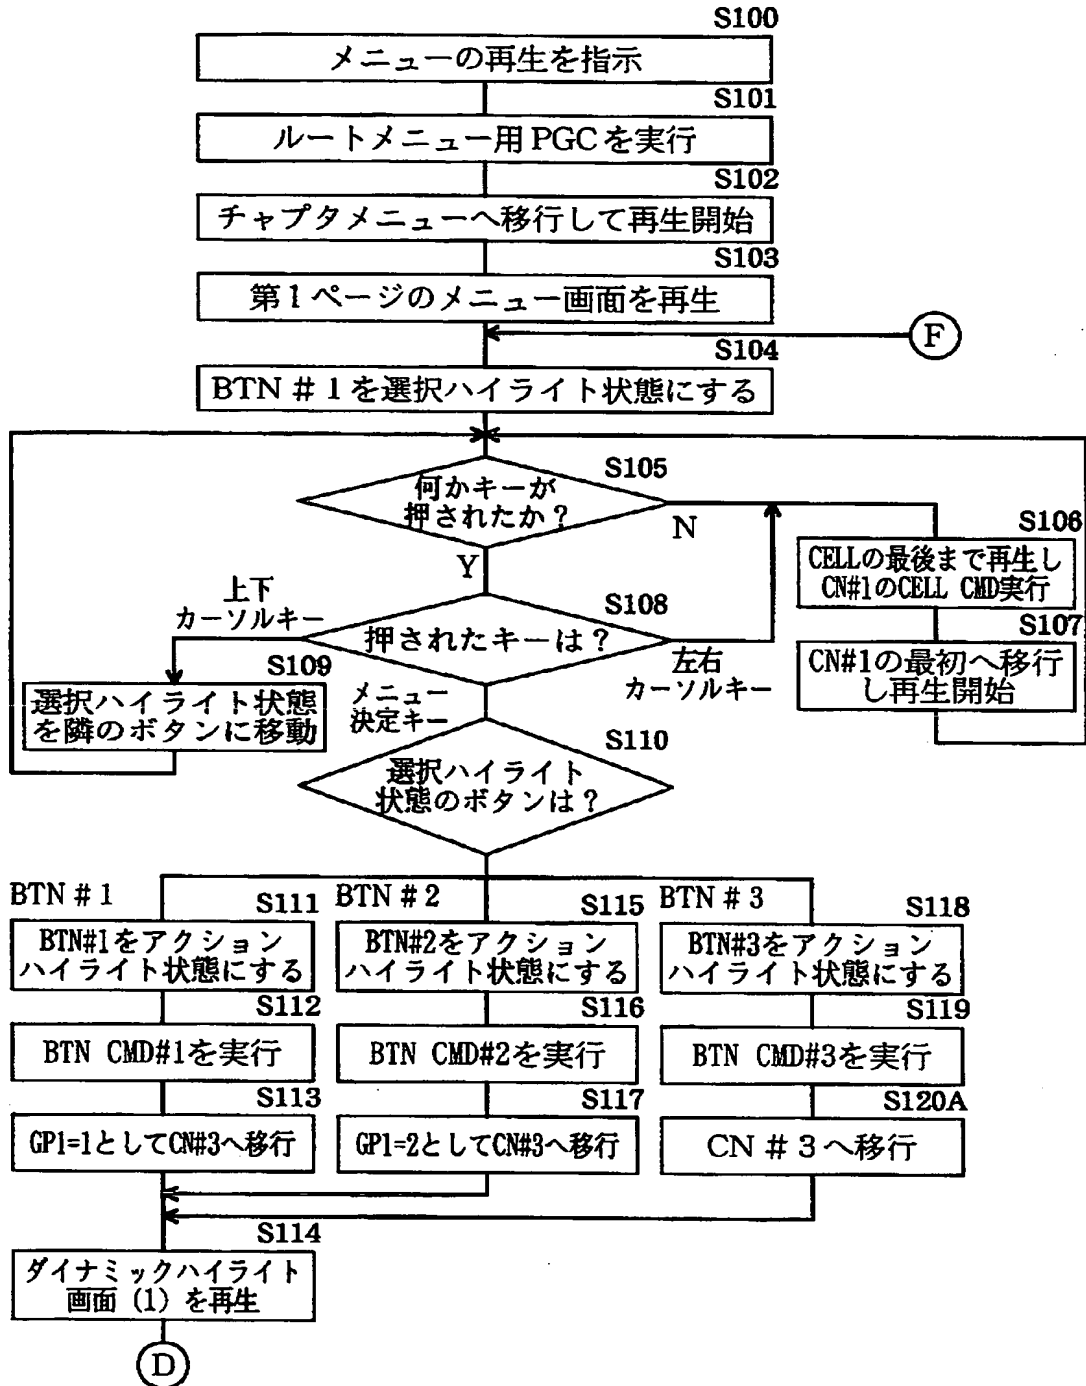 S100
メニューの再生を指示
S101
ルートメニュー用PGCを実行
S102
チャプタメニューへ移行して再生開始
S103
第1ページのメニュー画面を再生
F
S104
BTN # 1を選択ハイライト状態にする
S105
何かキーが
押されたか?
N
Y
S106
CELLの最後まで再生し
CN#1のCELL CMD実行
S107
CN#1の最初へ移行
し再生開始
上下
カーソルキー
S108
押されたキーは?
左右
カーソルキー
S109
選択ハイライト状態
を隣のボタンに移動
メニュー
決定キー
S110
選択ハイライト
状態のボタンは?
BTN # 1
S111
BTN#1をアクション
ハイライト状態にする
S112
BTN CMD#1を実行
S113
GP1=1としてCN#3へ移行
BTN # 2
S115
BTN#2をアクション
ハイライト状態にする
S116
BTN CMD#2を実行
S117
GP1=2としてCN#3へ移行
BTN # 3
S118
BTN#3をアクション
ハイライト状態にする
S119
BTN CMD#3を実行
S120A
CN # 3へ移行
S114
ダイナミックハイライト
画面 (1) を再生
D